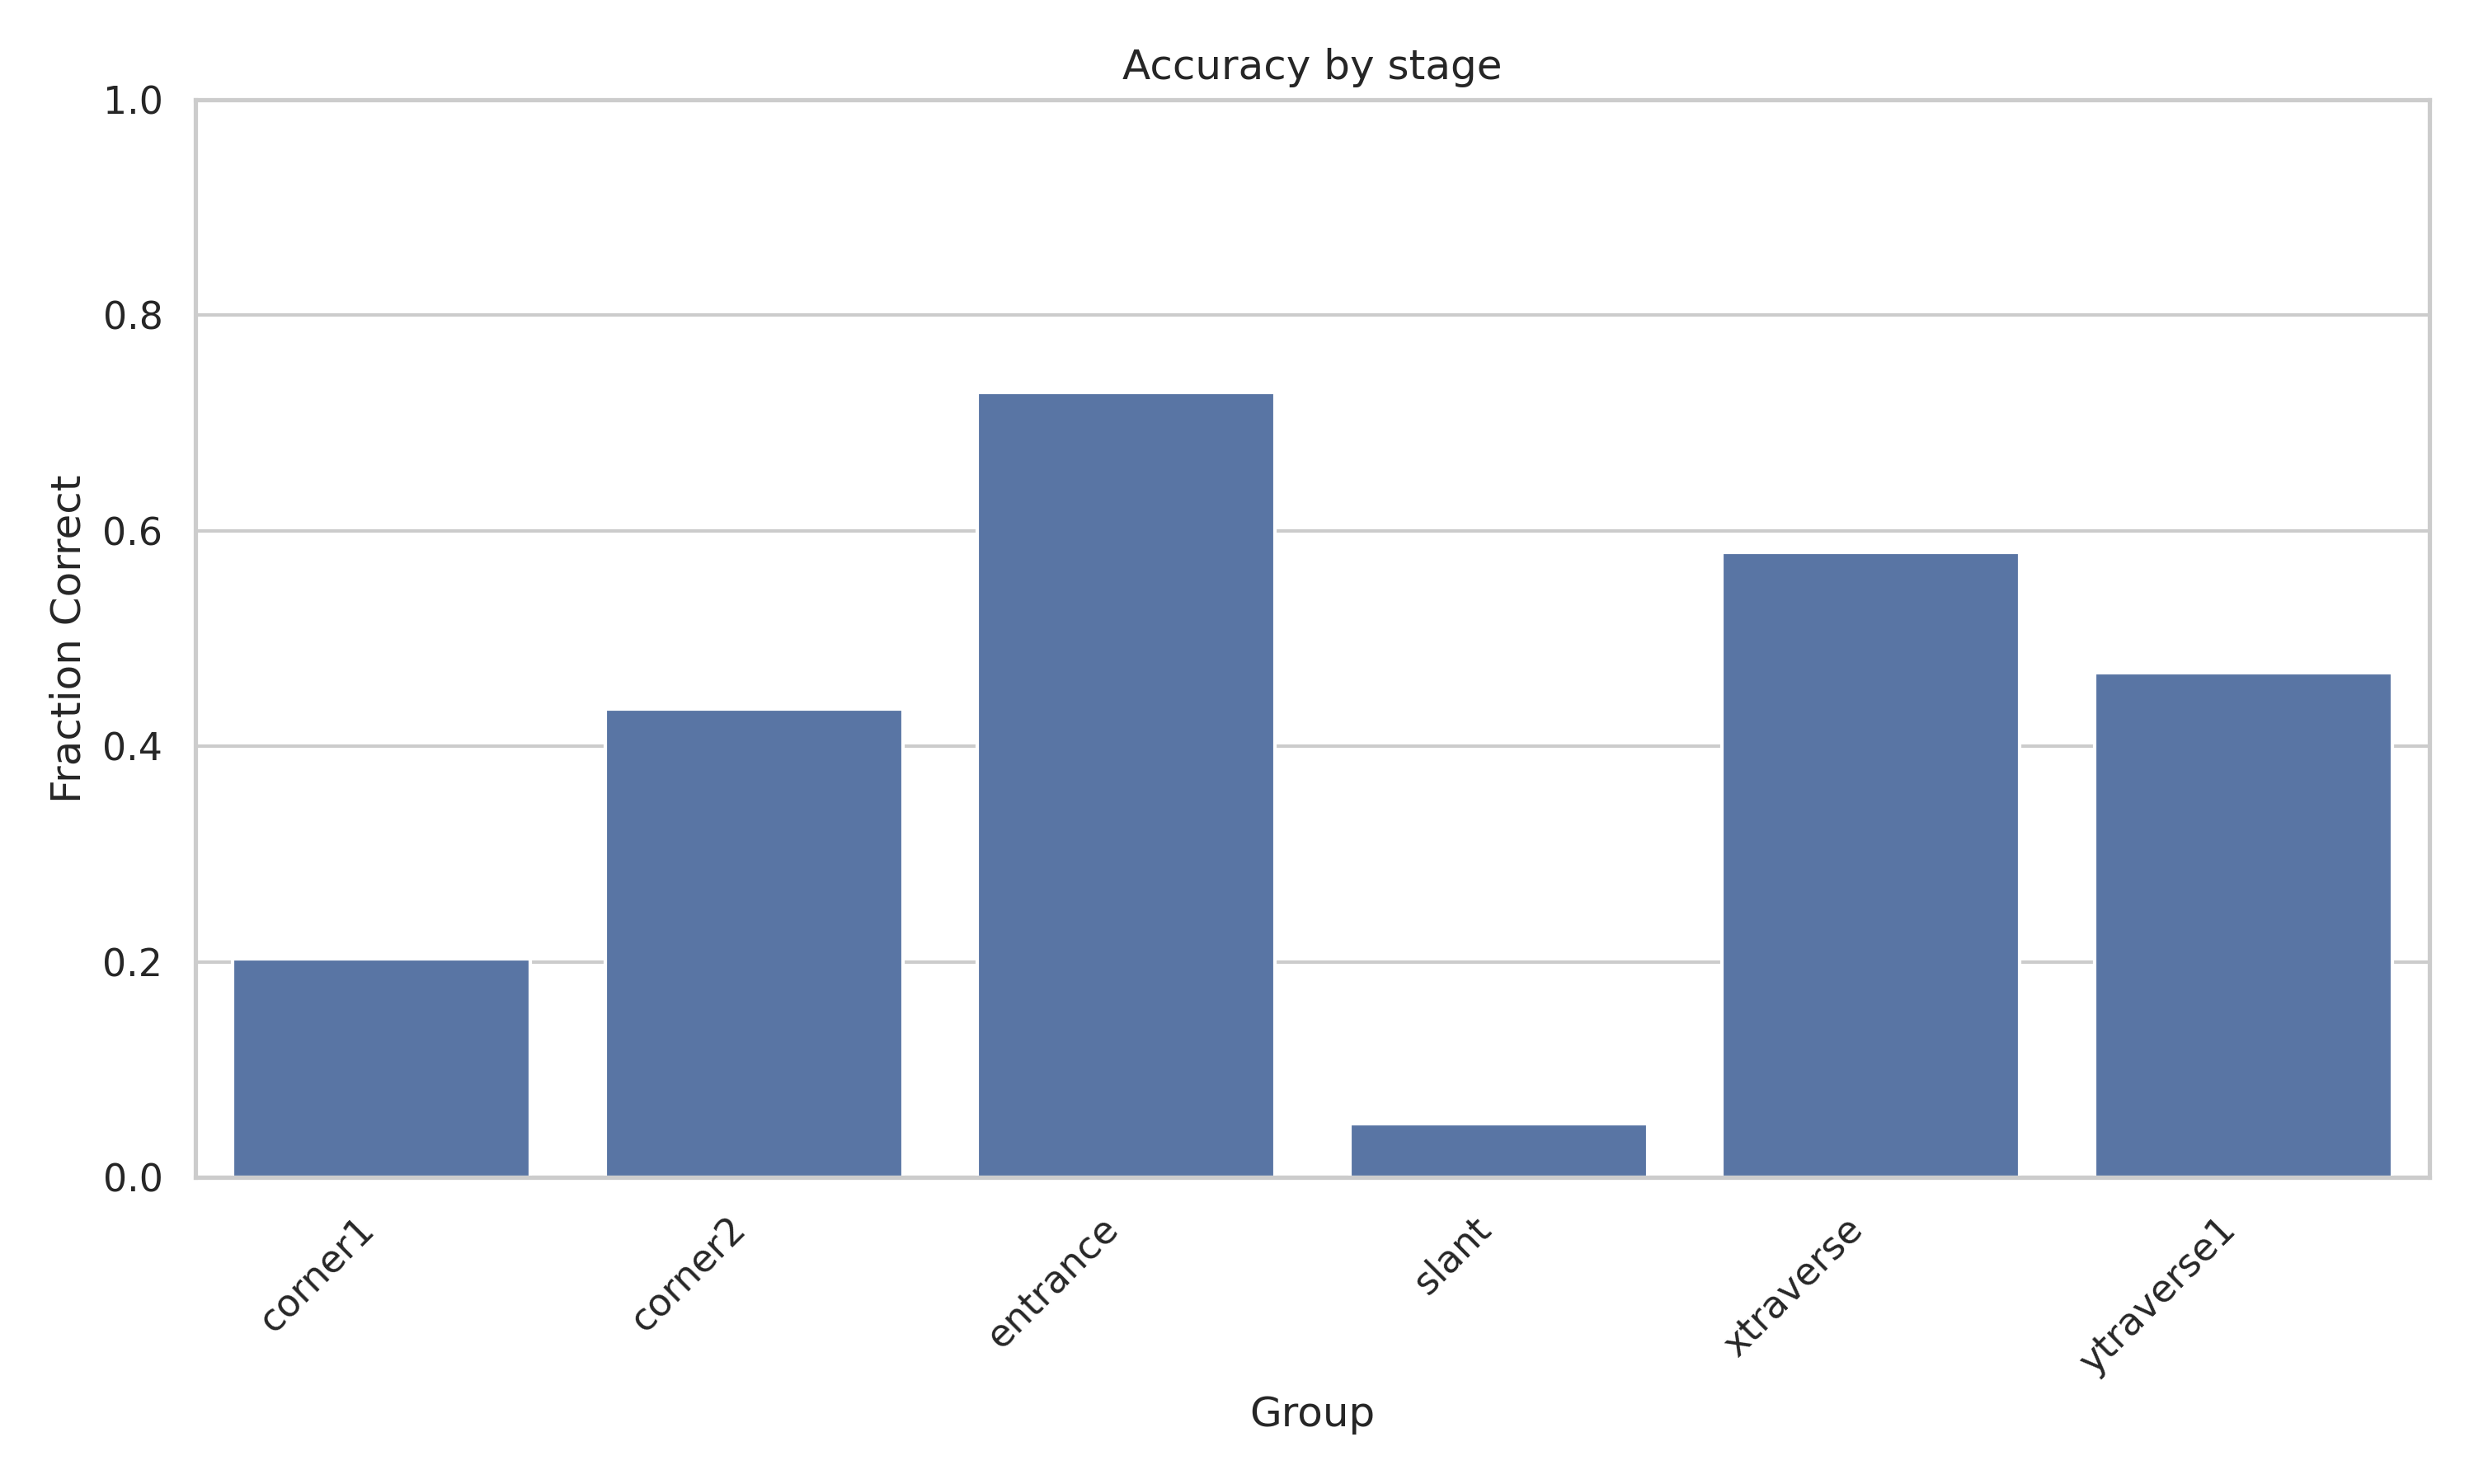 Accuracy by stage
1.0
0.8
0.6
0.4
0.2
0.0
Fraction Correct
corner1
corner2
entrance
slant
xtraverse
ytraverse1
Group